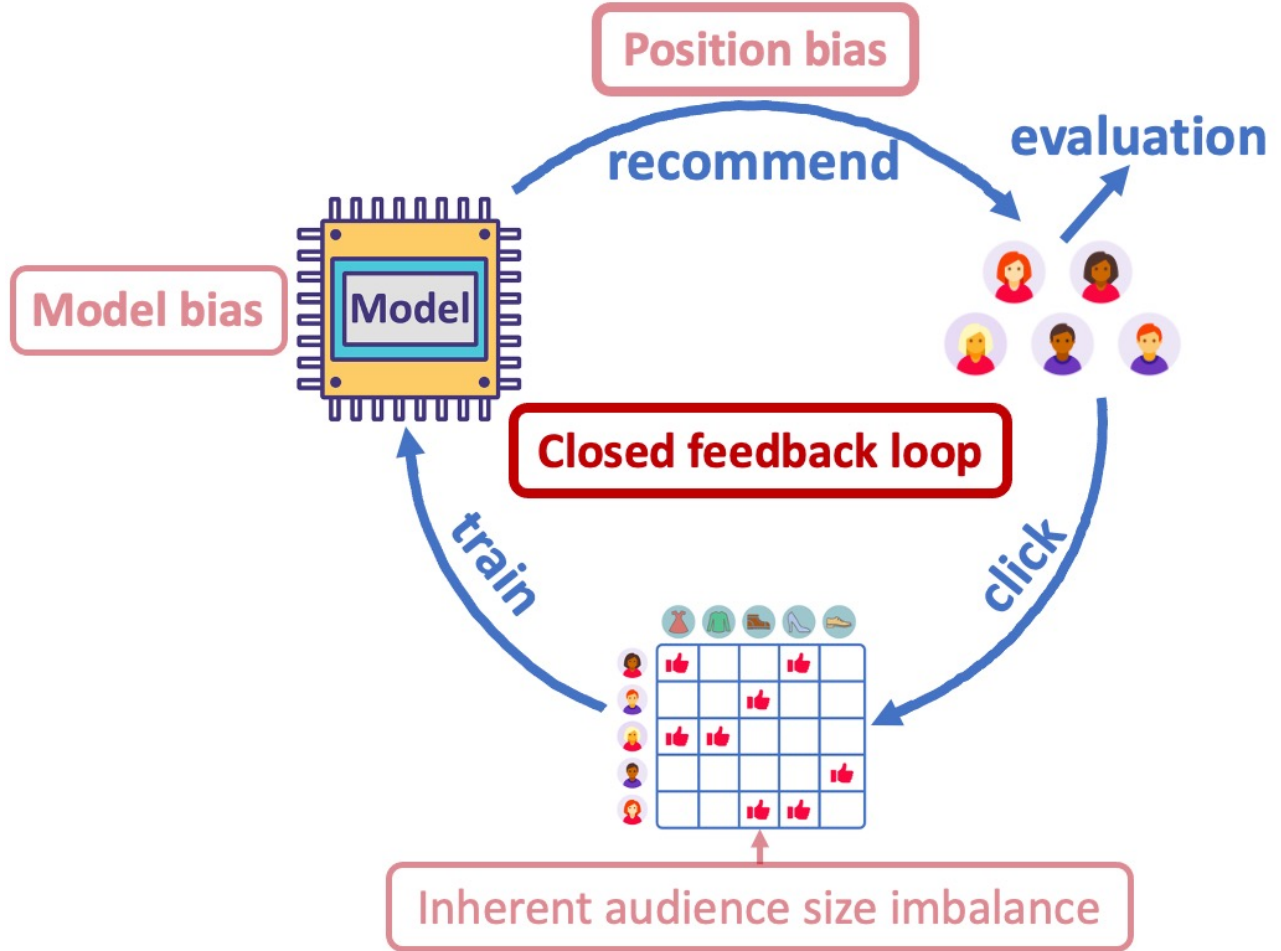 Position bias
recommend
evaluation
Model bias
Model
Closed feedback loop
train
click
Inherent audience size imbalance